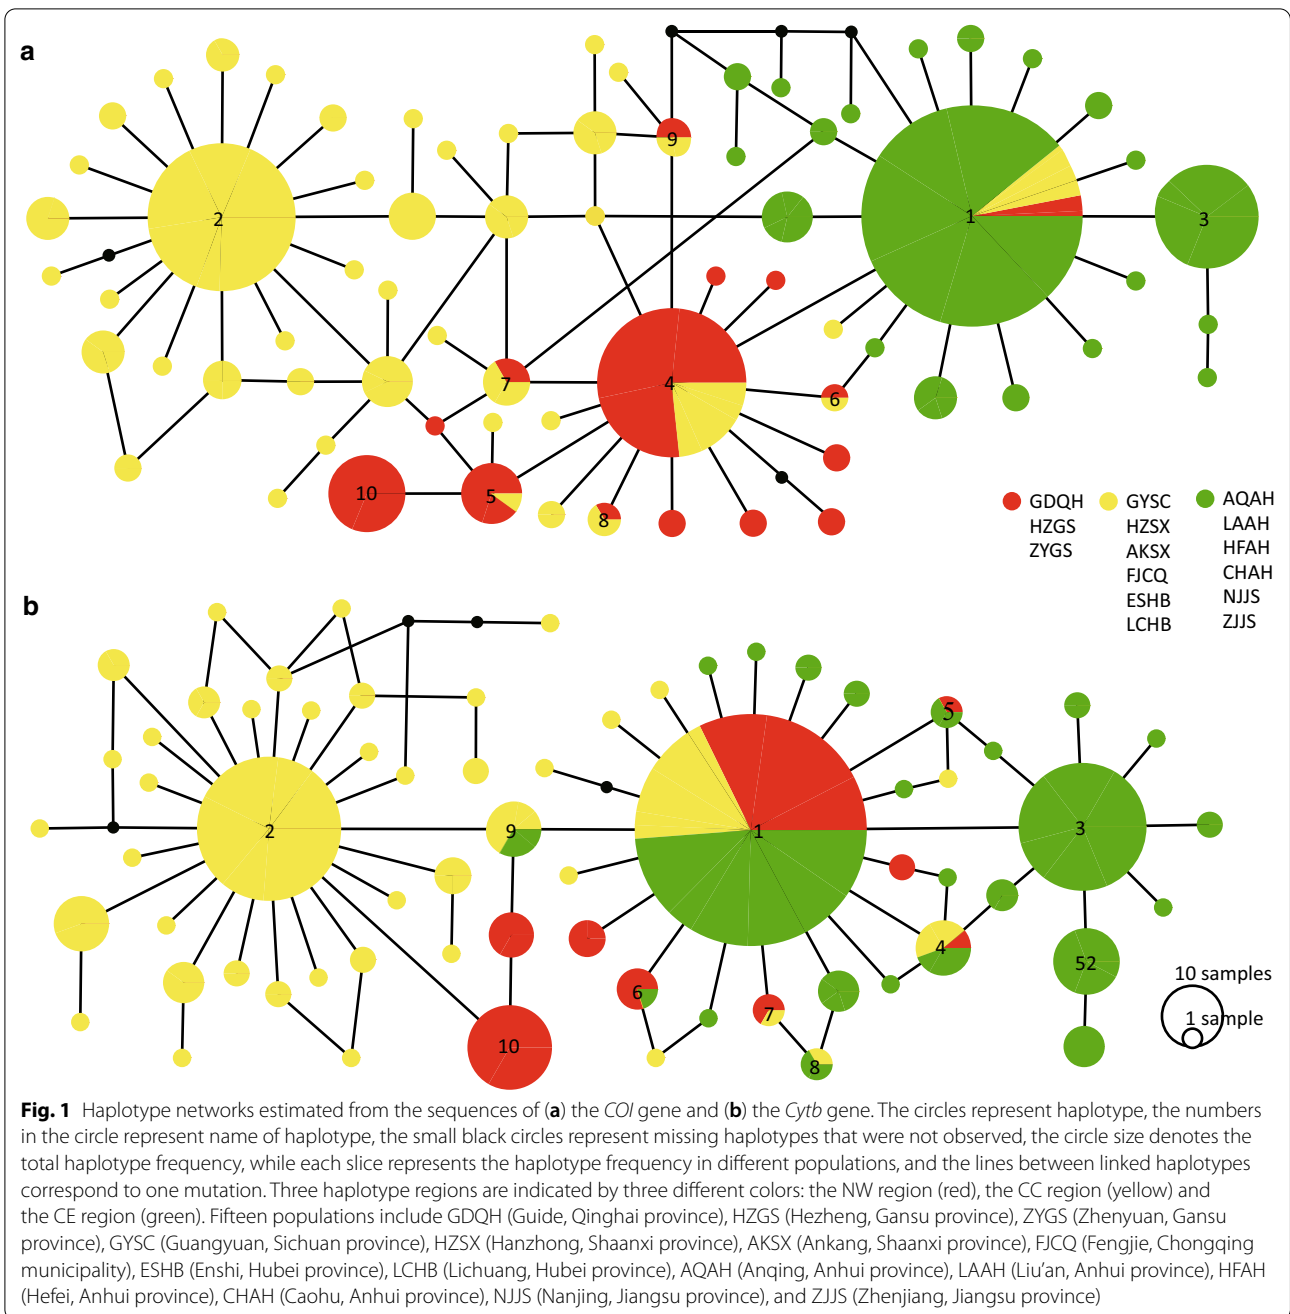 a
9
2
1
3
7
4
6
10
5
8
GDQH GYSC AQAH
HZGS HZSX LAAH
ZYGS AKSX HFAH
FJCQ CHAH
ESHB NJJS
LCHB ZJJS
b
5
2
9
1
3
4
52
6
7
10
8
10 samples
1 sample
Fig. 1 Haplotype networks estimated from the sequences of (a) the COI gene and (b) the Cytb gene. The circles represent haplotype, the numbers
in the circle represent name of haplotype, the small black circles represent missing haplotypes that were not observed, the circle size denotes the
total haplotype frequency, while each slice represents the haplotype frequency in different populations, and the lines between linked haplotypes
correspond to one mutation. Three haplotype regions are indicated by three different colors: the NW region (red), the CC region (yellow) and
the CE region (green). Fifteen populations include GDQH (Guide, Qinghai province), HZGS (Hezheng, Gansu province), ZYGS (Zhenyuan, Gansu
province), GYSC (Guangyuan, Sichuan province), HZSX (Hanzhong, Shaanxi province), AKSX (Ankang, Shaanxi province), FJCQ (Fengjie, Chongqing
municipality), ESHB (Enshi, Hubei province), LCHB (Lichuang, Hubei province), AQAH (Anqing, Anhui province), LAAH (Liu'an, Anhui province), HFAH
(Hefei, Anhui province), CHAH (Caohu, Anhui province), NJJS (Nanjing, Jiangsu province), and ZJJS (Zhenjiang, Jiangsu province)